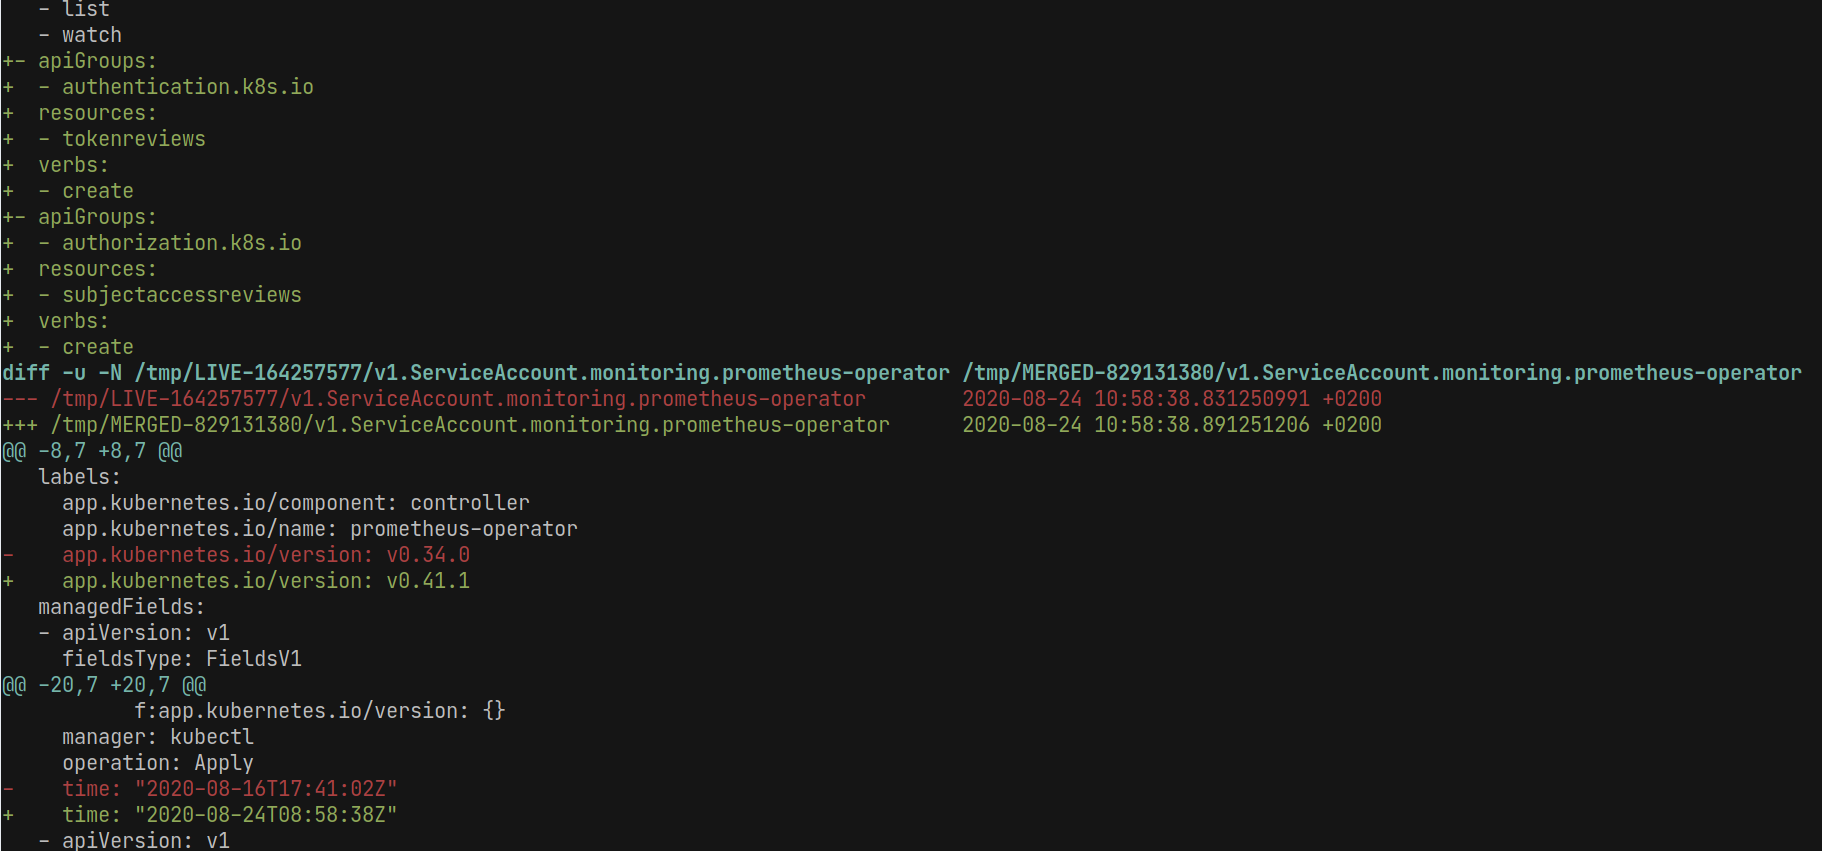 - list
   - watch
+- apiGroups:
+  - authentication.k8s.io
+  resources:
+  - tokenreviews
+  verbs:
+  - create
+- apiGroups:
+  - authorization.k8s.io
+  resources:
+  - subjectaccessreviews
+  verbs:
+  - create
diff -u -N /tmp/LIVE-164257577/v1.ServiceAccount.monitoring.prometheus-operator /tmp/MERGED-829131380/v1.ServiceAccount.monitoring.prometheus-operator
--- /tmp/LIVE-164257577/v1.ServiceAccount.monitoring.prometheus-operator        2020-08-24 10:58:38.831250991 +0200
+++ /tmp/MERGED-829131380/v1.ServiceAccount.monitoring.prometheus-operator      2020-08-24 10:58:38.891251206 +0200
@@ -8,7 +8,7 @@
   labels:
     app.kubernetes.io/component: controller
     app.kubernetes.io/name: prometheus-operator
-    app.kubernetes.io/version: v0.34.0
+    app.kubernetes.io/version: v0.41.1
   managedFields:
   - apiVersion: v1
     fieldsType: FieldsV1
@@ -20,7 +20,7 @@
           f:app.kubernetes.io/version: {}
     manager: kubectl
     operation: Apply
-    time: "2020-08-16T17:41:02Z"
+    time: "2020-08-24T08:58:38Z"
   - apiVersion: v1